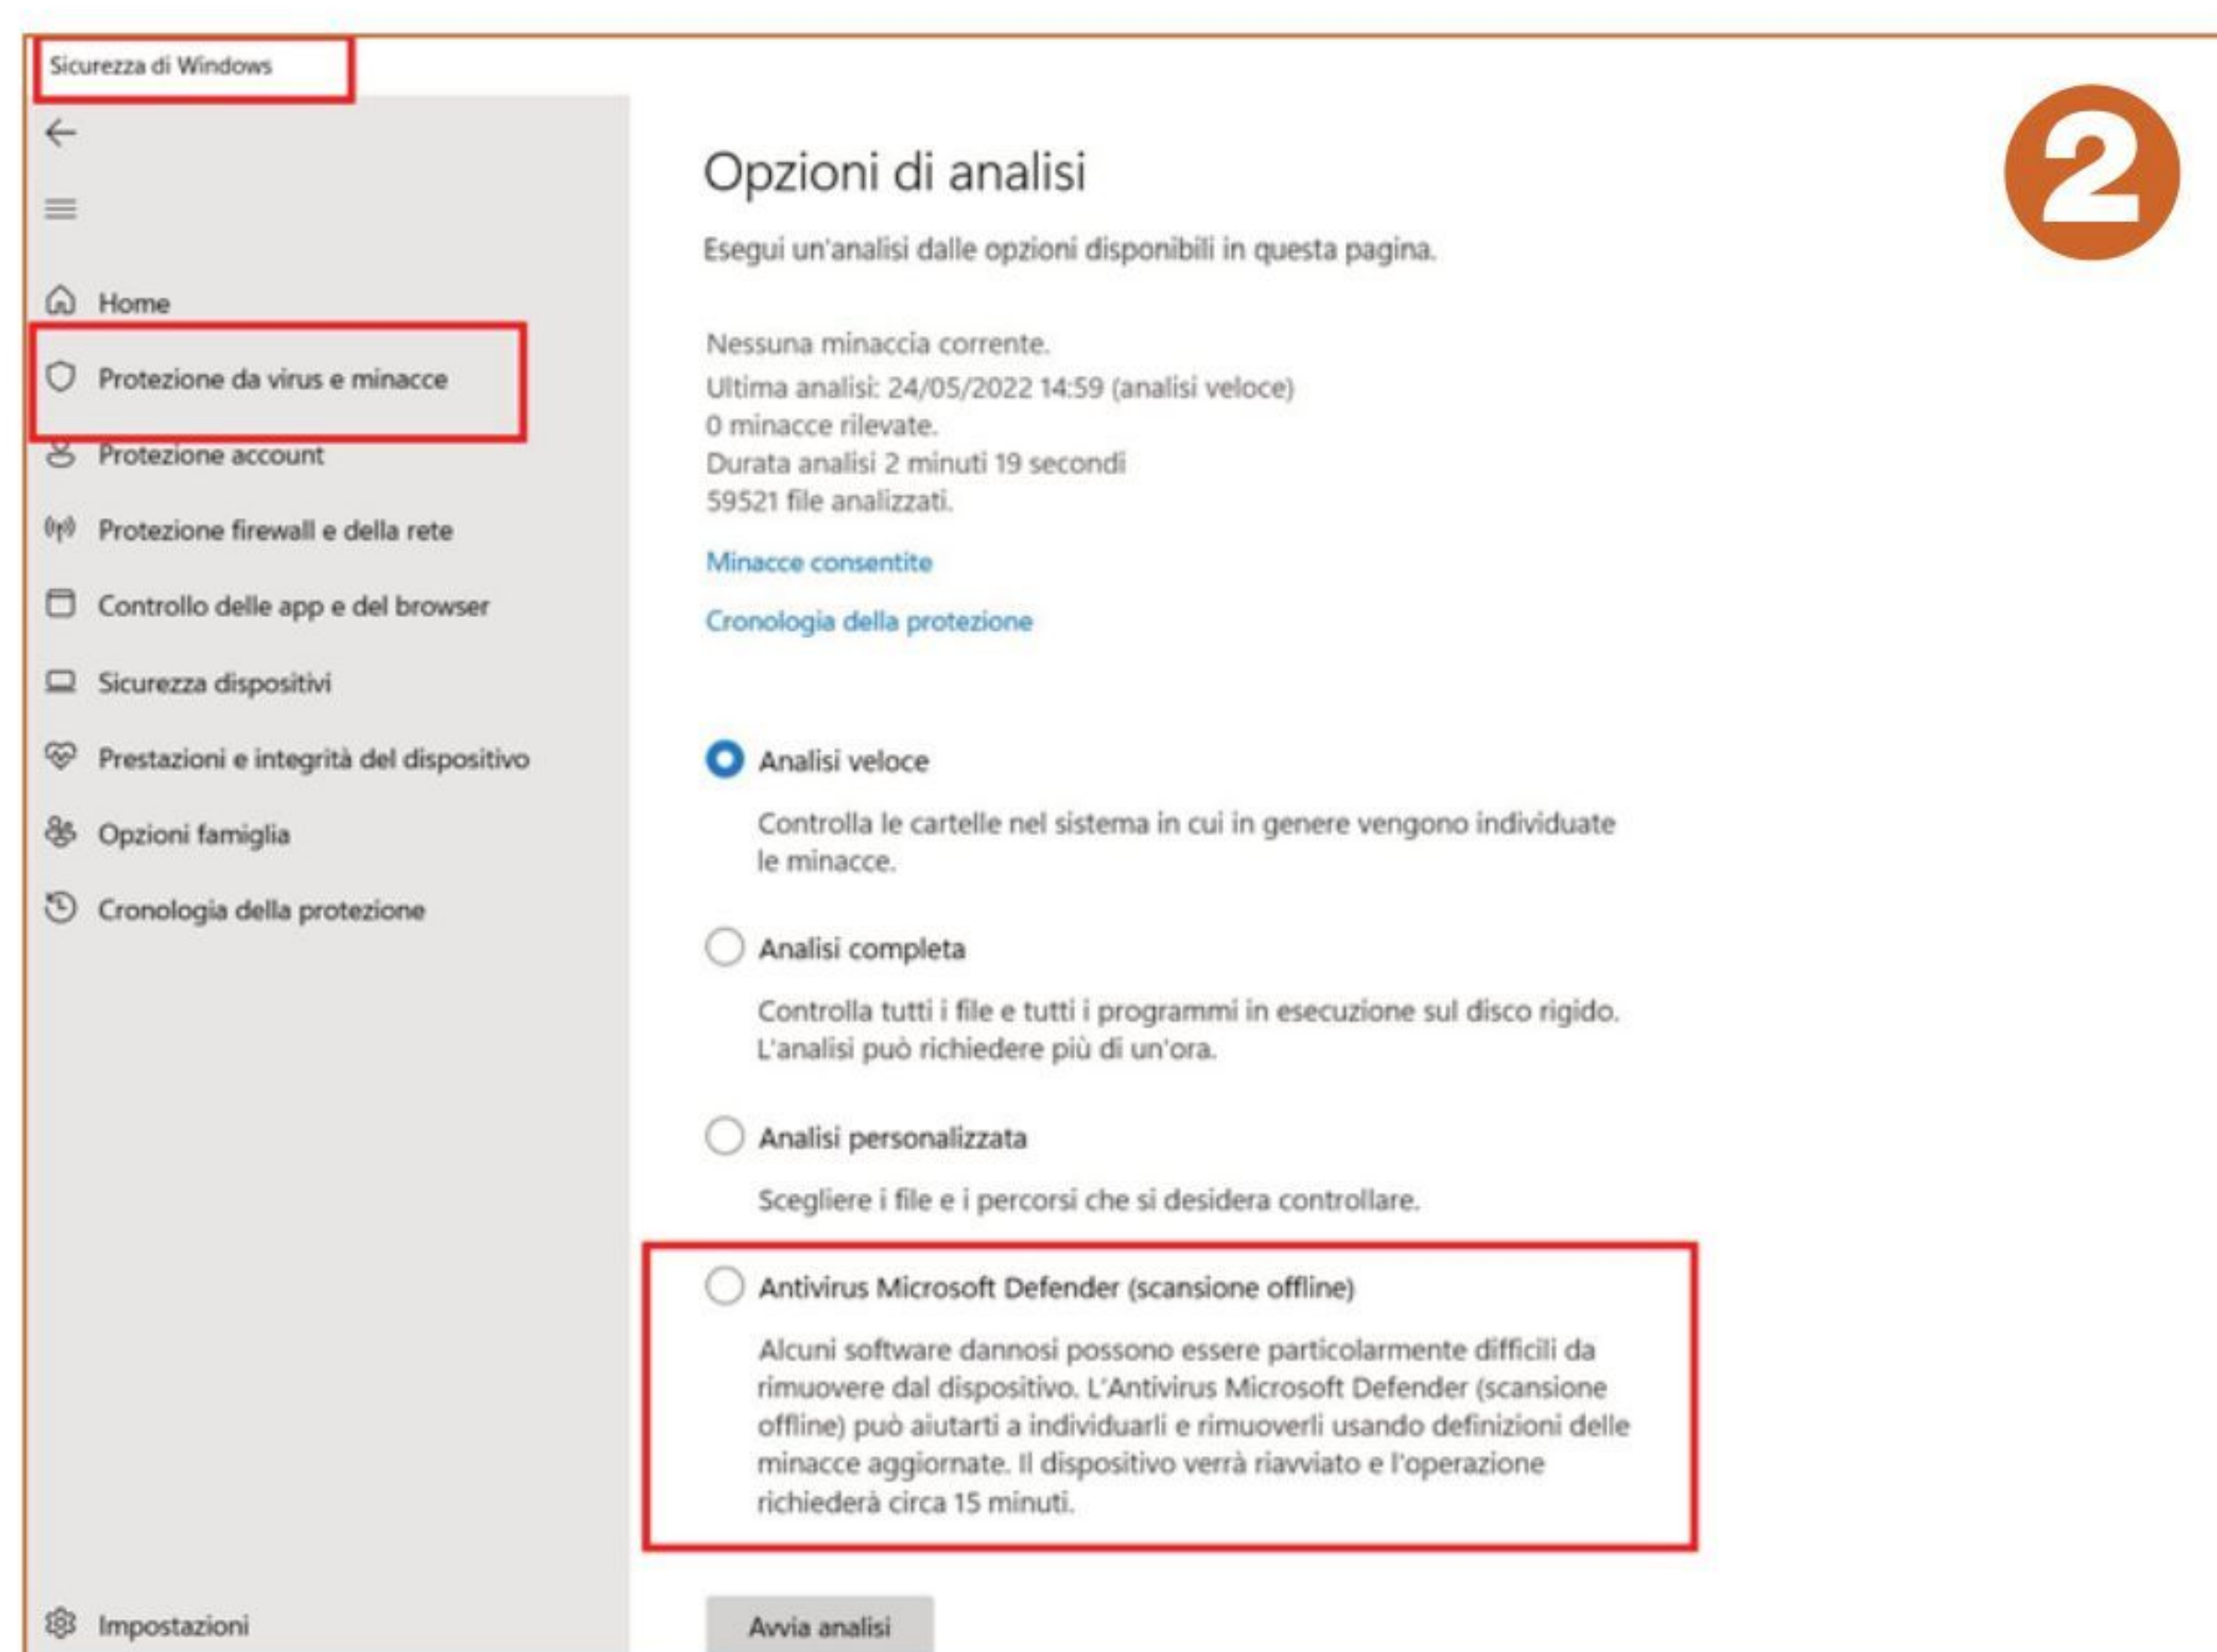 Sicurezza di Windows
2
Home
Protezione da virus e minacce
Protezione account
Protezione firewall e della rete
Controllo delle app e del browser
Sicurezza dispositivi
Prestazioni e integrità del dispositivo
Opzioni famiglia
Cronologia della protezione
Impostazioni
Opzioni di analisi
Esegui un'analisi dalle opzioni disponibili in questa pagina.
Nessuna minaccia corrente.
Ultima analisi: 24/05/2022 14:59 (analisi veloce)
0 minacce rilevate.
Durata analisi 2 minuti 19 secondi
59521 file analizzati.
Minacce consentite
Cronologia della protezione
Analisi veloce
Controlla le cartelle nel sistema in cui in genere vengono individuate
le minacce.
Analisi completa
Controlla tutti i file e tutti i programmi in esecuzione sul disco rigido.
L'analisi può richiedere più di un'ora.
Analisi personalizzata
Scegliere i file e i percorsi che si desidera controllare.
Antivirus Microsoft Defender (scansione offline)
Alcuni software dannosi possono essere particolarmente difficili da
rimuovere dal dispositivo. L'Antivirus Microsoft Defender (scansione
offline) può aiutarti a individuarli e rimuoverli usando definizioni delle
minacce aggiornate. Il dispositivo verrà riavviato e l'operazione
richiederà circa 15 minuti.
Avvia analisi